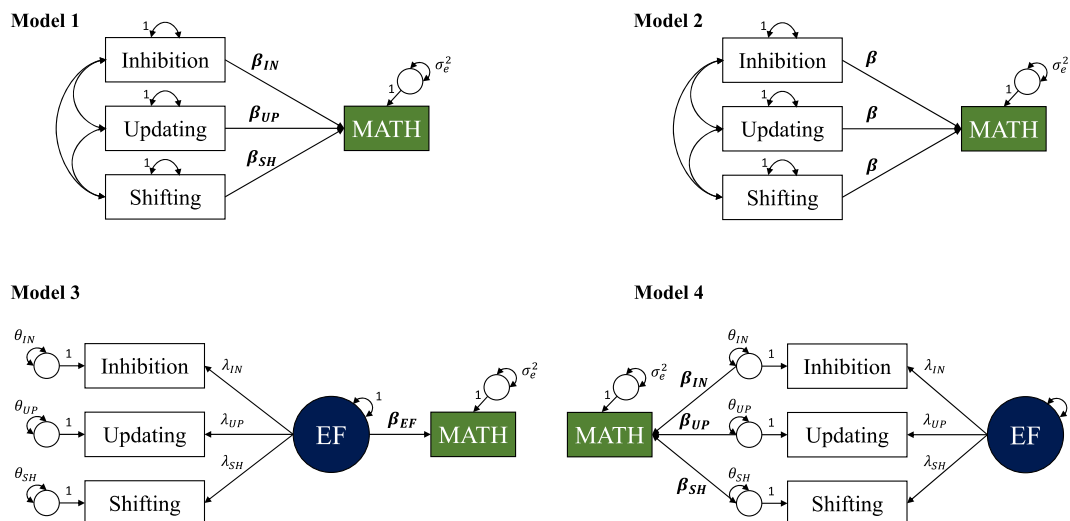 Model 1
1
Inhibition
1
Updating
1
Shifting
β_IN
β_UP
β_SH
1
σ_e^2
MATH
Model 2
1
Inhibition
1
Updating
1
Shifting
β
β
β
1
σ_e^2
MATH
Model 3
θ_IN
1
Inhibition
θ_UP
1
Updating
θ_SH
1
Shifting
λ_IN
λ_UP
λ_SH
EF
1
β_EF
1
σ_e^2
MATH
Model 4
1
σ_e^2
MATH
β_IN
β_UP
β_SH
θ_IN
1
Inhibition
θ_UP
1
Updating
θ_SH
1
Shifting
λ_IN
λ_UP
λ_SH
EF